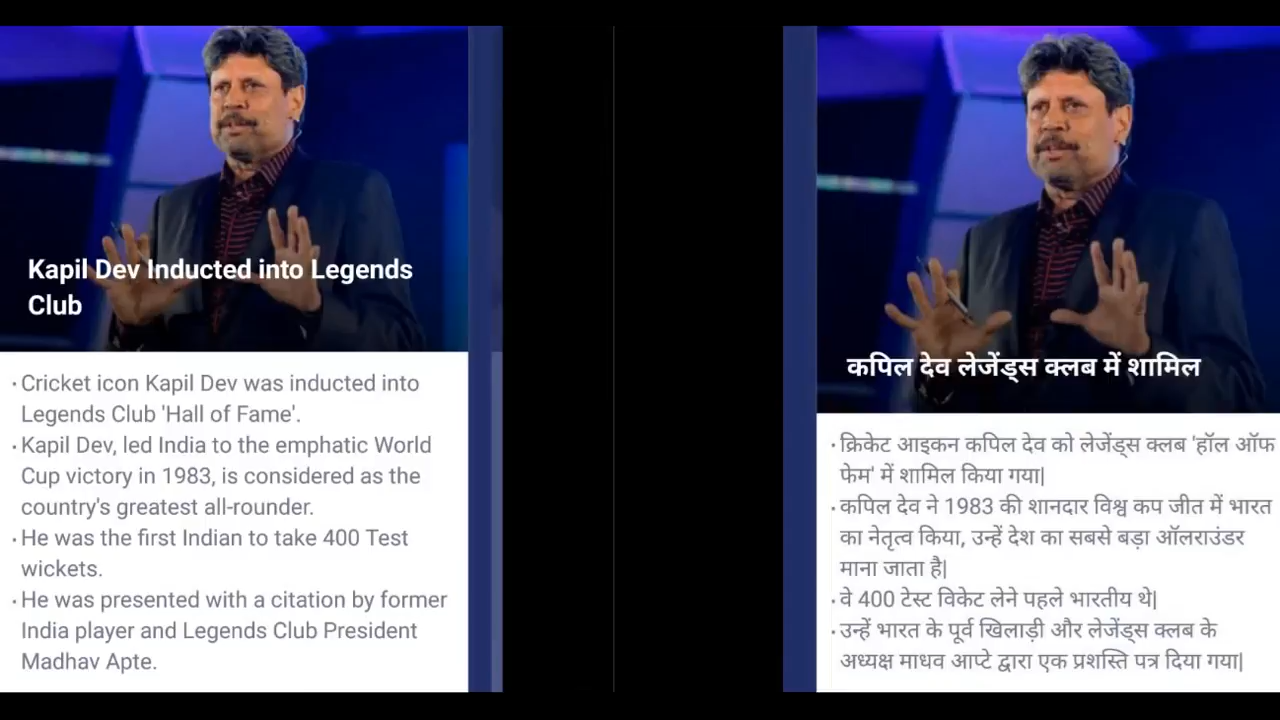 Kapil Dev Inducted into Legends
Club
· Cricket icon Kapil Dev was inducted into
Legends Club 'Hall of Fame'.
· Kapil Dev, led India to the emphatic World
Cup victory in 1983, is considered as the
country's greatest all-rounder.
· He was the first Indian to take 400 Test
wickets.
· He was presented with a citation by former
India player and Legends Club President
Madhav Apte.
कपिल देव लेजेंड्स क्लब में शामिल
· क्रिकेट आइकन कपिल देव को लेजेंड्स क्लब 'हॉल ऑफ
फेम' में शामिल किया गया|
· कपिल देव ने 1983 की शानदार विश्व कप जीत में भारत
का नेतृत्व किया, उन्हें देश का सबसे बड़ा ऑलराउंडर
माना जाता है|
· वे 400 टेस्ट विकेट लेने पहले भारतीय थे|
· उन्हें भारत के पूर्व खिलाड़ी और लेजेंड्स क्लब के
अध्यक्ष माधव आप्टे द्वारा एक प्रशस्ति पत्र दिया गया|